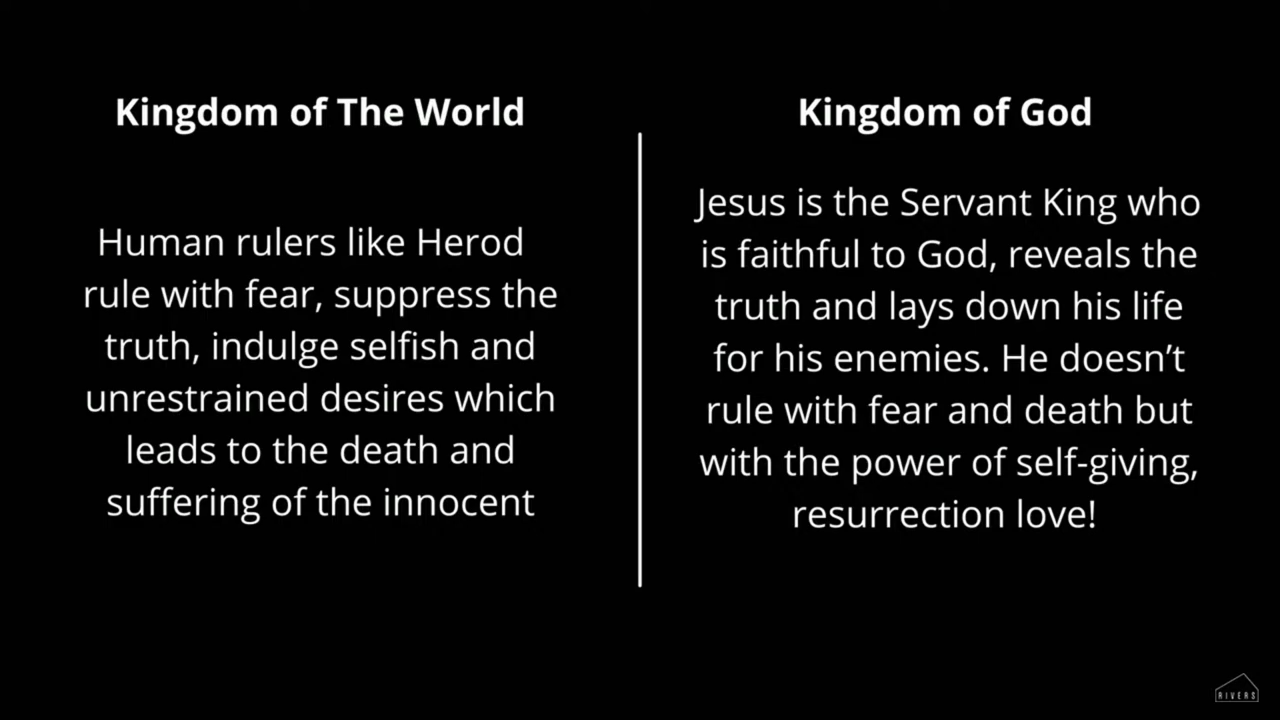 Kingdom of The World
Human rulers like Herod
rule with fear, suppress the
truth, indulge selfish and
unrestrained desires which
leads to the death and
suffering of the innocent
Kingdom of God
Jesus is the Servant King who
is faithful to God, reveals the
truth and lays down his life
for his enemies. He doesn’t
rule with fear and death but
with the power of self-giving,
resurrection love!
RIVERS